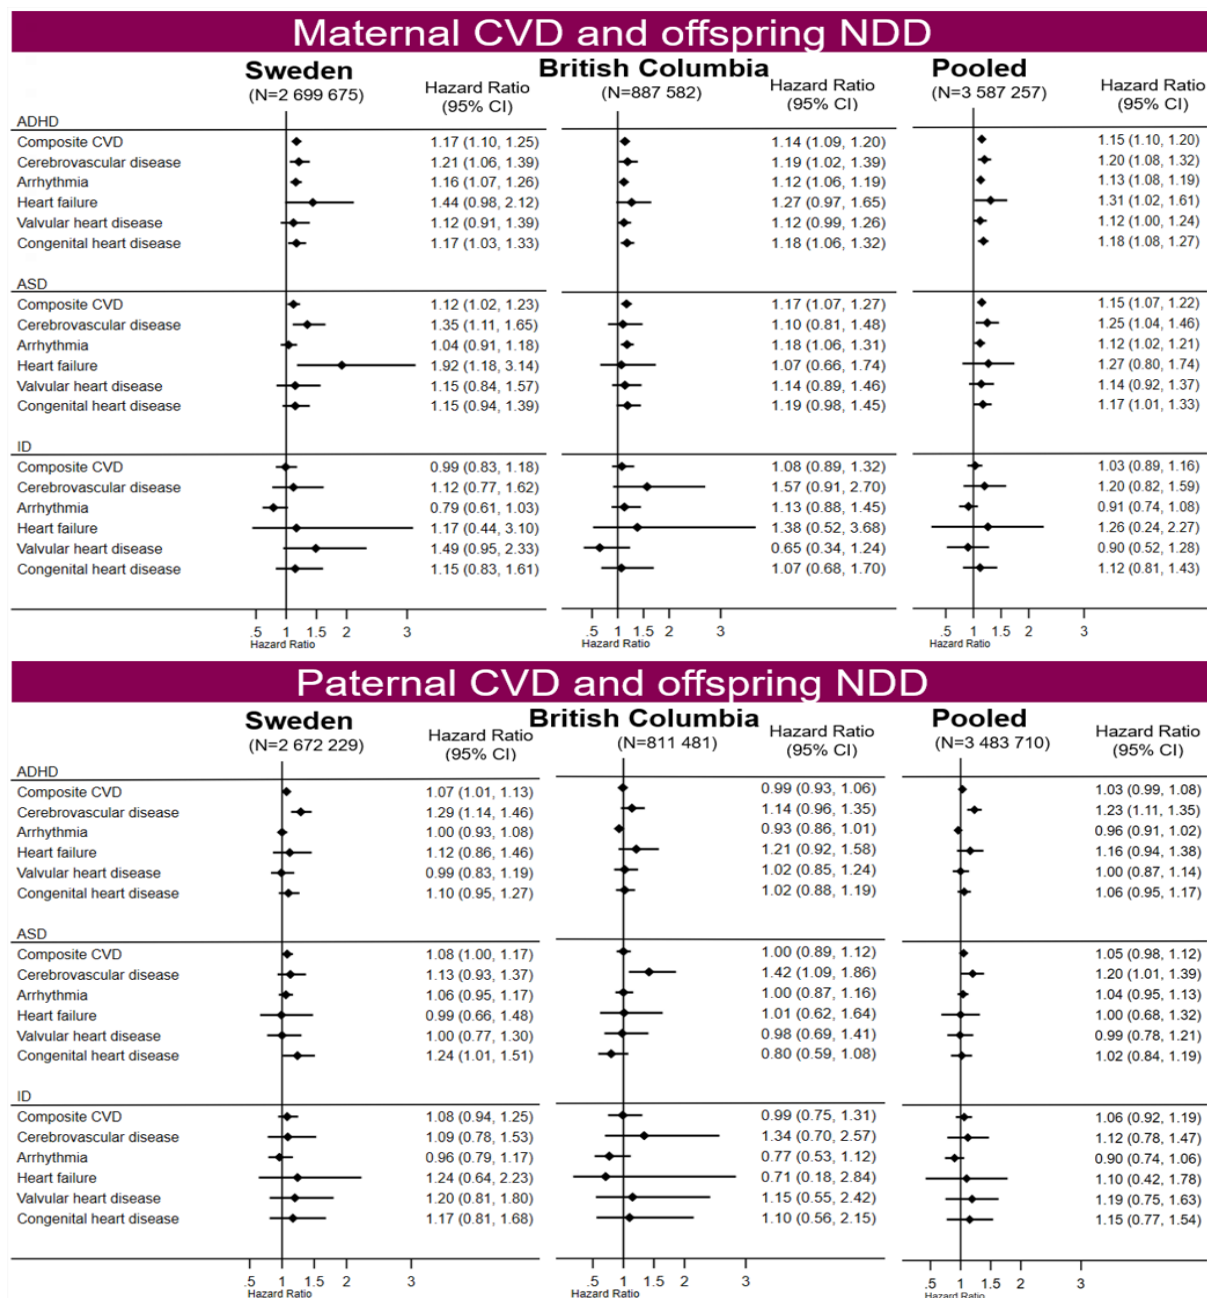 Maternal CVD and offspring NDD
Sweden British Columbia Pooled
(N=2 699 675) Hazard Ratio (95% CI) (N=887 582) Hazard Ratio (95% CI) (N=3 587 257) Hazard Ratio (95% CI)
ADHD
Composite CVD 1.17 (1.10, 1.25) 1.14 (1.09, 1.20) 1.15 (1.10, 1.20)
Cerebrovascular disease 1.21 (1.06, 1.39) 1.19 (1.02, 1.39) 1.20 (1.08, 1.32)
Arrhythmia 1.16 (1.07, 1.26) 1.12 (1.06, 1.19) 1.13 (1.08, 1.19)
Heart failure 1.44 (0.98, 2.12) 1.27 (0.97, 1.65) 1.31 (1.02, 1.61)
Valvular heart disease 1.12 (0.91, 1.39) 1.12 (0.99, 1.26) 1.12 (1.00, 1.24)
Congenital heart disease 1.17 (1.03, 1.33) 1.18 (1.06, 1.32) 1.18 (1.08, 1.27)
ASD
Composite CVD 1.12 (1.02, 1.23) 1.17 (1.07, 1.27) 1.15 (1.07, 1.22)
Cerebrovascular disease 1.35 (1.11, 1.65) 1.10 (0.81, 1.48) 1.25 (1.04, 1.46)
Arrhythmia 1.04 (0.91, 1.18) 1.18 (1.06, 1.31) 1.12 (1.02, 1.21)
Heart failure 1.92 (1.18, 3.14) 1.07 (0.66, 1.74) 1.27 (0.80, 1.74)
Valvular heart disease 1.15 (0.84, 1.57) 1.14 (0.89, 1.46) 1.14 (0.92, 1.37)
Congenital heart disease 1.15 (0.94, 1.39) 1.19 (0.98, 1.45) 1.17 (1.01, 1.33)
ID
Composite CVD 0.99 (0.83, 1.18) 1.08 (0.89, 1.32) 1.03 (0.89, 1.16)
Cerebrovascular disease 1.12 (0.77, 1.62) 1.57 (0.91, 2.70) 1.20 (0.82, 1.59)
Arrhythmia 0.79 (0.61, 1.03) 1.13 (0.88, 1.45) 0.91 (0.74, 1.08)
Heart failure 1.17 (0.44, 3.10) 1.38 (0.52, 3.68) 1.26 (0.24, 2.27)
Valvular heart disease 1.49 (0.95, 2.33) 0.65 (0.34, 1.24) 0.90 (0.52, 1.28)
Congenital heart disease 1.15 (0.83, 1.61) 1.07 (0.68, 1.70) 1.12 (0.81, 1.43)
.5 1 1.5 2 3 .5 1 1.5 2 3 .5 1 1.5 2 3
Hazard Ratio Hazard Ratio Hazard Ratio
Paternal CVD and offspring NDD
Sweden British Columbia Pooled
(N=2 672 229) Hazard Ratio (95% CI) (N=811 481) Hazard Ratio (95% CI) (N=3 483 710) Hazard Ratio (95% CI)
ADHD
Composite CVD 1.07 (1.01, 1.13) 0.99 (0.93, 1.06) 1.03 (0.99, 1.08)
Cerebrovascular disease 1.29 (1.14, 1.46) 1.14 (0.96, 1.35) 1.23 (1.11, 1.35)
Arrhythmia 1.00 (0.93, 1.08) 0.93 (0.86, 1.01) 0.96 (0.91, 1.02)
Heart failure 1.12 (0.86, 1.46) 1.21 (0.92, 1.58) 1.16 (0.94, 1.38)
Valvular heart disease 0.99 (0.83, 1.19) 1.02 (0.85, 1.24) 1.00 (0.87, 1.14)
Congenital heart disease 1.10 (0.95, 1.27) 1.02 (0.88, 1.19) 1.06 (0.95, 1.17)
ASD
Composite CVD 1.08 (1.00, 1.17) 1.00 (0.89, 1.12) 1.05 (0.98, 1.12)
Cerebrovascular disease 1.13 (0.93, 1.37) 1.42 (1.09, 1.86) 1.20 (1.01, 1.39)
Arrhythmia 1.06 (0.95, 1.17) 1.00 (0.87, 1.16) 1.04 (0.95, 1.13)
Heart failure 0.99 (0.66, 1.48) 1.01 (0.62, 1.64) 1.00 (0.68, 1.32)
Valvular heart disease 1.00 (0.77, 1.30) 0.98 (0.69, 1.41) 0.99 (0.78, 1.21)
Congenital heart disease 1.24 (1.01, 1.51) 0.80 (0.59, 1.08) 1.02 (0.84, 1.19)
ID
Composite CVD 1.08 (0.94, 1.25) 0.99 (0.75, 1.31) 1.06 (0.92, 1.19)
Cerebrovascular disease 1.09 (0.78, 1.53) 1.34 (0.70, 2.57) 1.12 (0.78, 1.47)
Arrhythmia 0.96 (0.79, 1.17) 0.77 (0.53, 1.12) 0.90 (0.74, 1.06)
Heart failure 1.24 (0.64, 2.23) 0.71 (0.18, 2.84) 1.10 (0.42, 1.78)
Valvular heart disease 1.20 (0.81, 1.80) 1.15 (0.55, 2.42) 1.19 (0.75, 1.63)
Congenital heart disease 1.17 (0.81, 1.68) 1.10 (0.56, 2.15) 1.15 (0.77, 1.54)
.5 1 1.5 2 3 .5 1 1.5 2 3 .5 1 1.5 2 3
Hazard Ratio Hazard Ratio Hazard Ratio